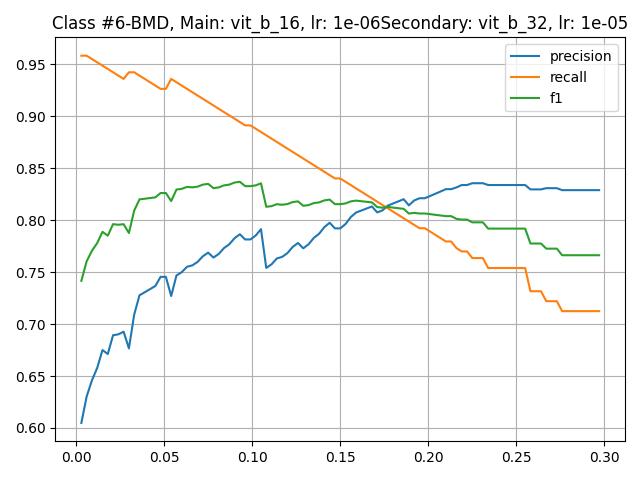 Class #6-BMD, Main: vit_b_16, lr: 1e-06Secondary: vit_b_32, lr: 1e-05
precision
recall
f1
0.95
0.90
0.85
0.80
0.75
0.70
0.65
0.60
0.00 0.05 0.10 0.15 0.20 0.25 0.30